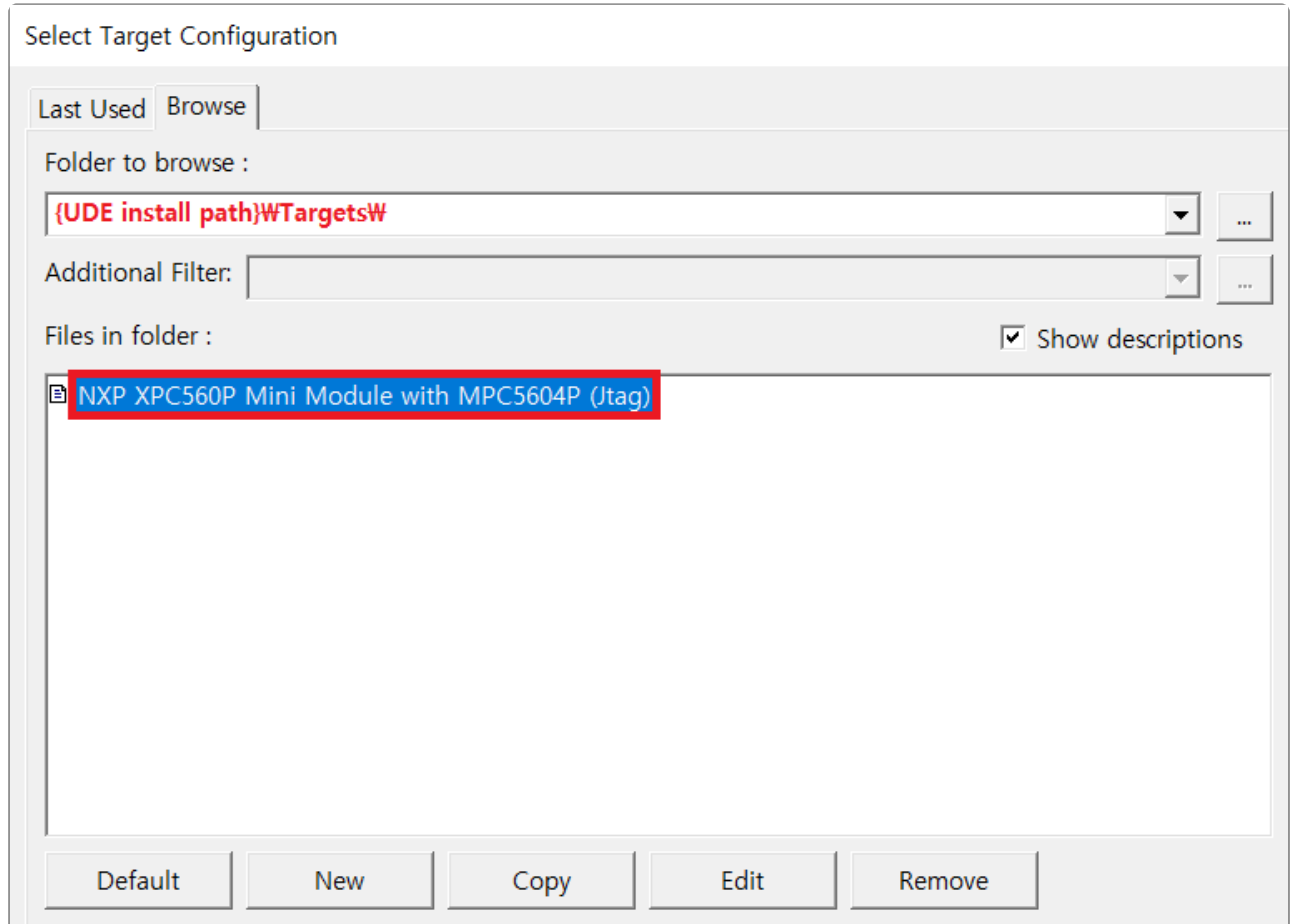 Select Target Configuration
Last Used Browse
Folder to browse :
{UDE install path}₩Targets₩
...
Additional Filter:
...
Files in folder :
Show descriptions
NXP XPC560P Mini Module with MPC5604P (Jtag)
Default New Copy Edit Remove